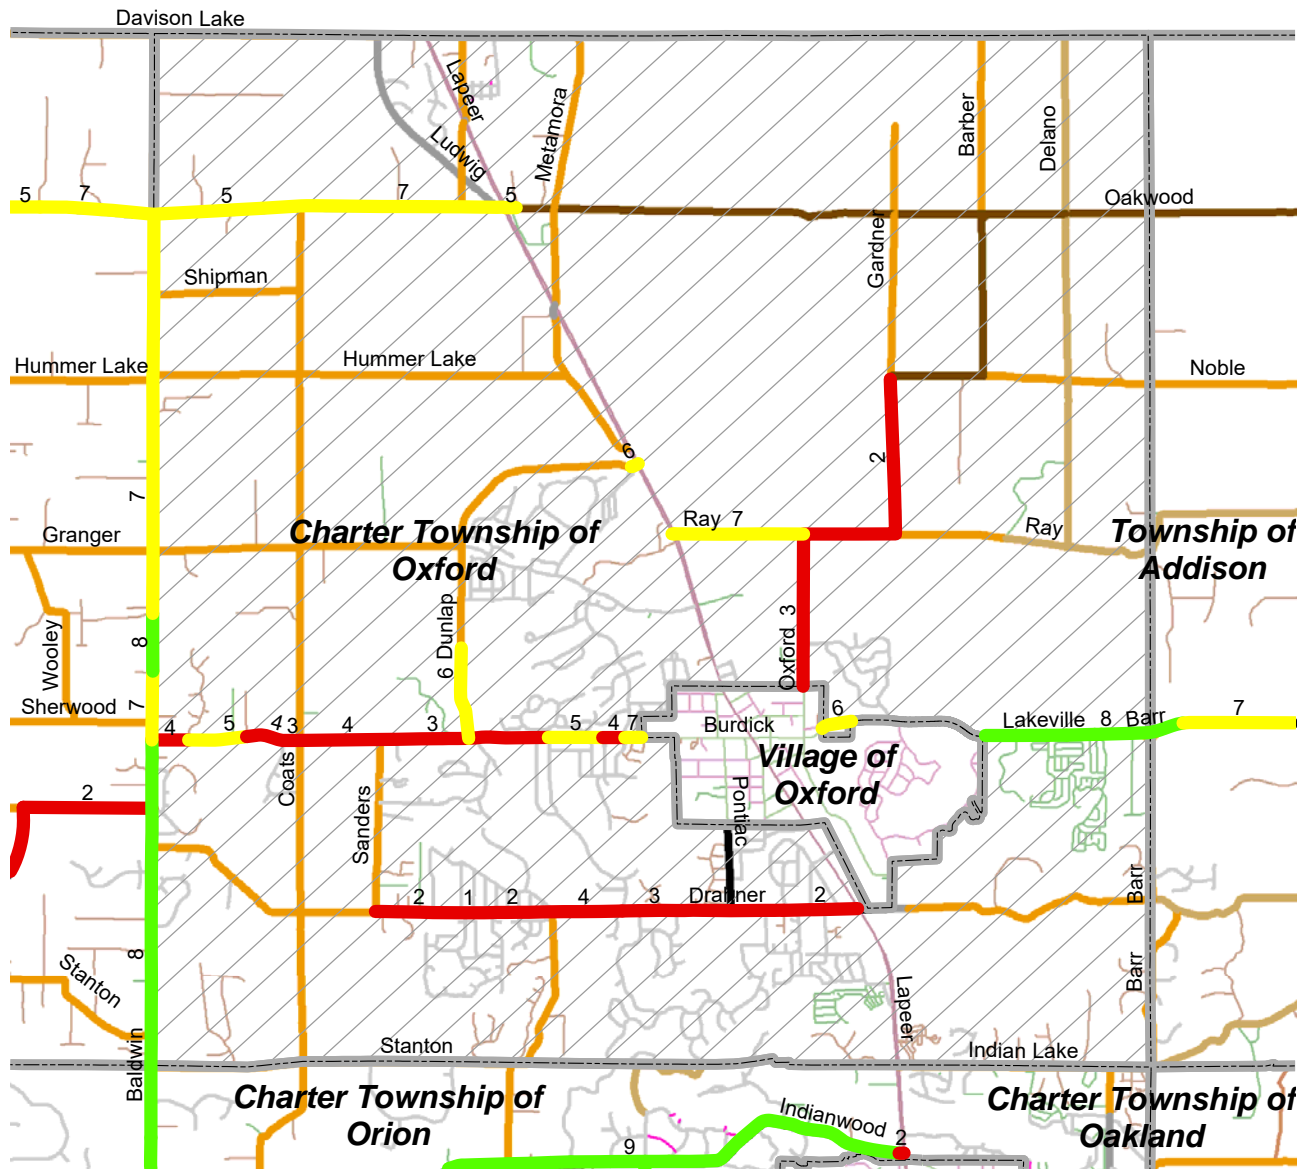 Davison Lake
Lapeer
Ludwig
Metamora
Barber
Delano
5
7
5
7
5
Oakwood
Gardner
Shipman
Hummer Lake
Hummer Lake
Noble
6
2
7
Granger
Charter Township of
Oxford
Ray 7
Ray
Township of
Addison
Wooley
8
6 Dunlap
Oxford 3
Sherwood
7
4
5
4
3
4
3
5
4
7
Burdick
6
Lakeville 8 Barr
7
Village of
Oxford
2
Coats
Sanders
Pontiac
2
1
2
4
3
Drahner
2
Barr
8
Stanton
Barr
Lapeer
Baldwin
Stanton
Indian Lake
Charter Township of
Orion
Indianwood
2
9
Charter Township of
Oakland